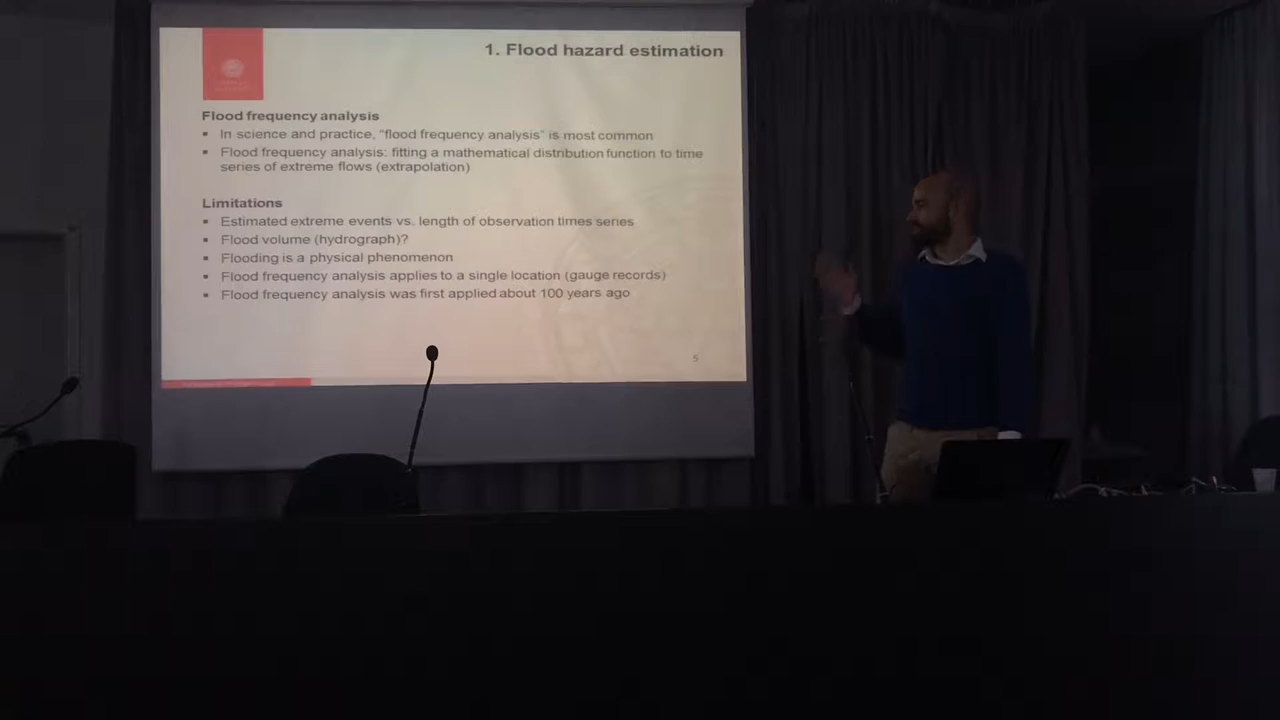 1. Flood hazard estimation
Flood frequency analysis
▪ In science and practice, "flood frequency analysis" is most common
▪ Flood frequency analysis: fitting a mathematical distribution function to time
series of extreme flows (extrapolation)
Limitations
▪ Estimated extreme events vs. length of observation times series
▪ Flood volume (hydrograph)?
▪ Flooding is a physical phenomenon
▪ Flood frequency analysis applies to a single location (gauge records)
▪ Flood frequency analysis was first applied about 100 years ago
5